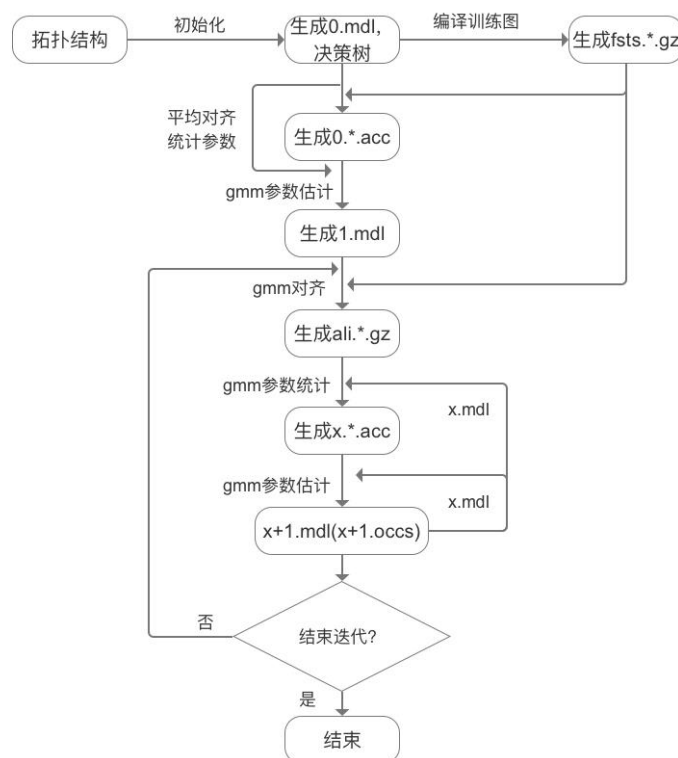 拓扑结构
初始化
生成0.mdl,
决策树
编译训练图
生成fsts.*.gz
平均对齐
统计参数
生成0.*.acc
gmm参数估计
生成1.mdl
gmm对齐
生成ali.*.gz
gmm参数统计
x.mdl
生成x.*.acc
gmm参数估计
x.mdl
x+1.mdl(x+1.occs)
否
结束迭代?
是
结束